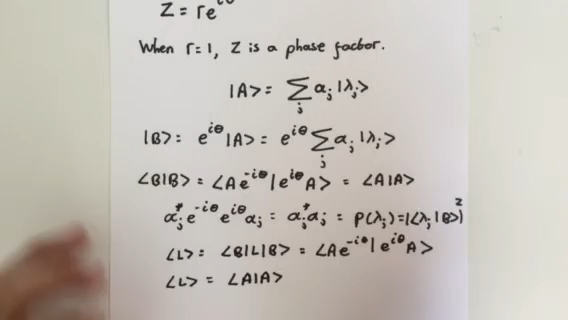 Z = re^iθ
When r=1, Z is a phase factor.
|A> = Σ_j α_j |λ_j>
|B> = e^iθ |A> = e^iθ Σ_j α_j |λ_j>
<B|B> = <Ae^-iθ | e^iθ A> = <A|A>
α_j^* e^-iθ e^iθ α_j = α_j^* α_j = P(λ_j) = |<λ_j|B>|^2
<L> = <B|L|B> = <Ae^-iθ | e^iθ A>
<L> = <A|A>